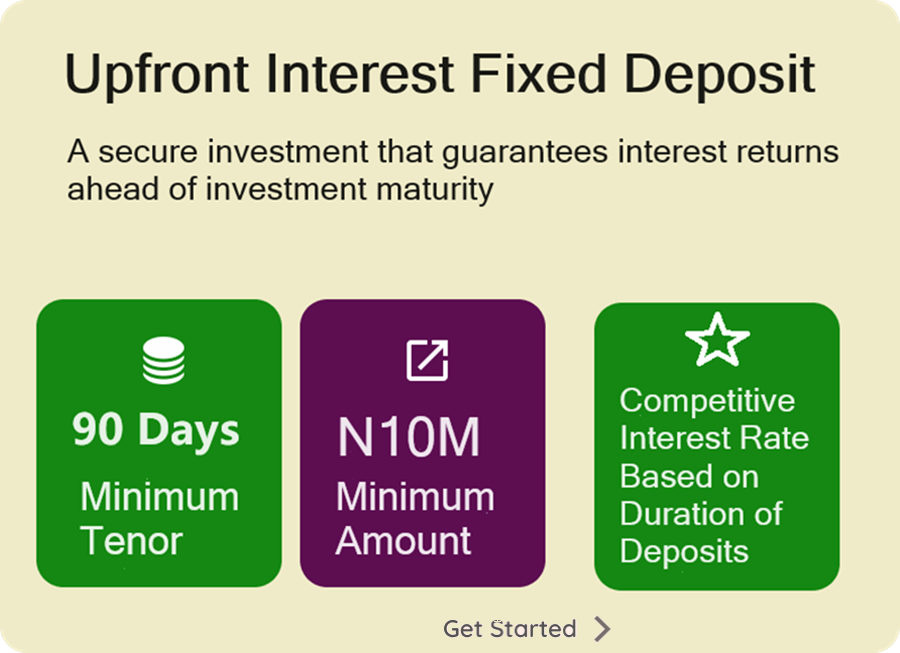 Upfront Interest Fixed Deposit
A secure investment that guarantees interest returns
ahead of investment maturity
90 Days
Minimum
Tenor
N10M
Minimum
Amount
Competitive
Interest Rate
Based on
Duration of
Deposits
Get Started